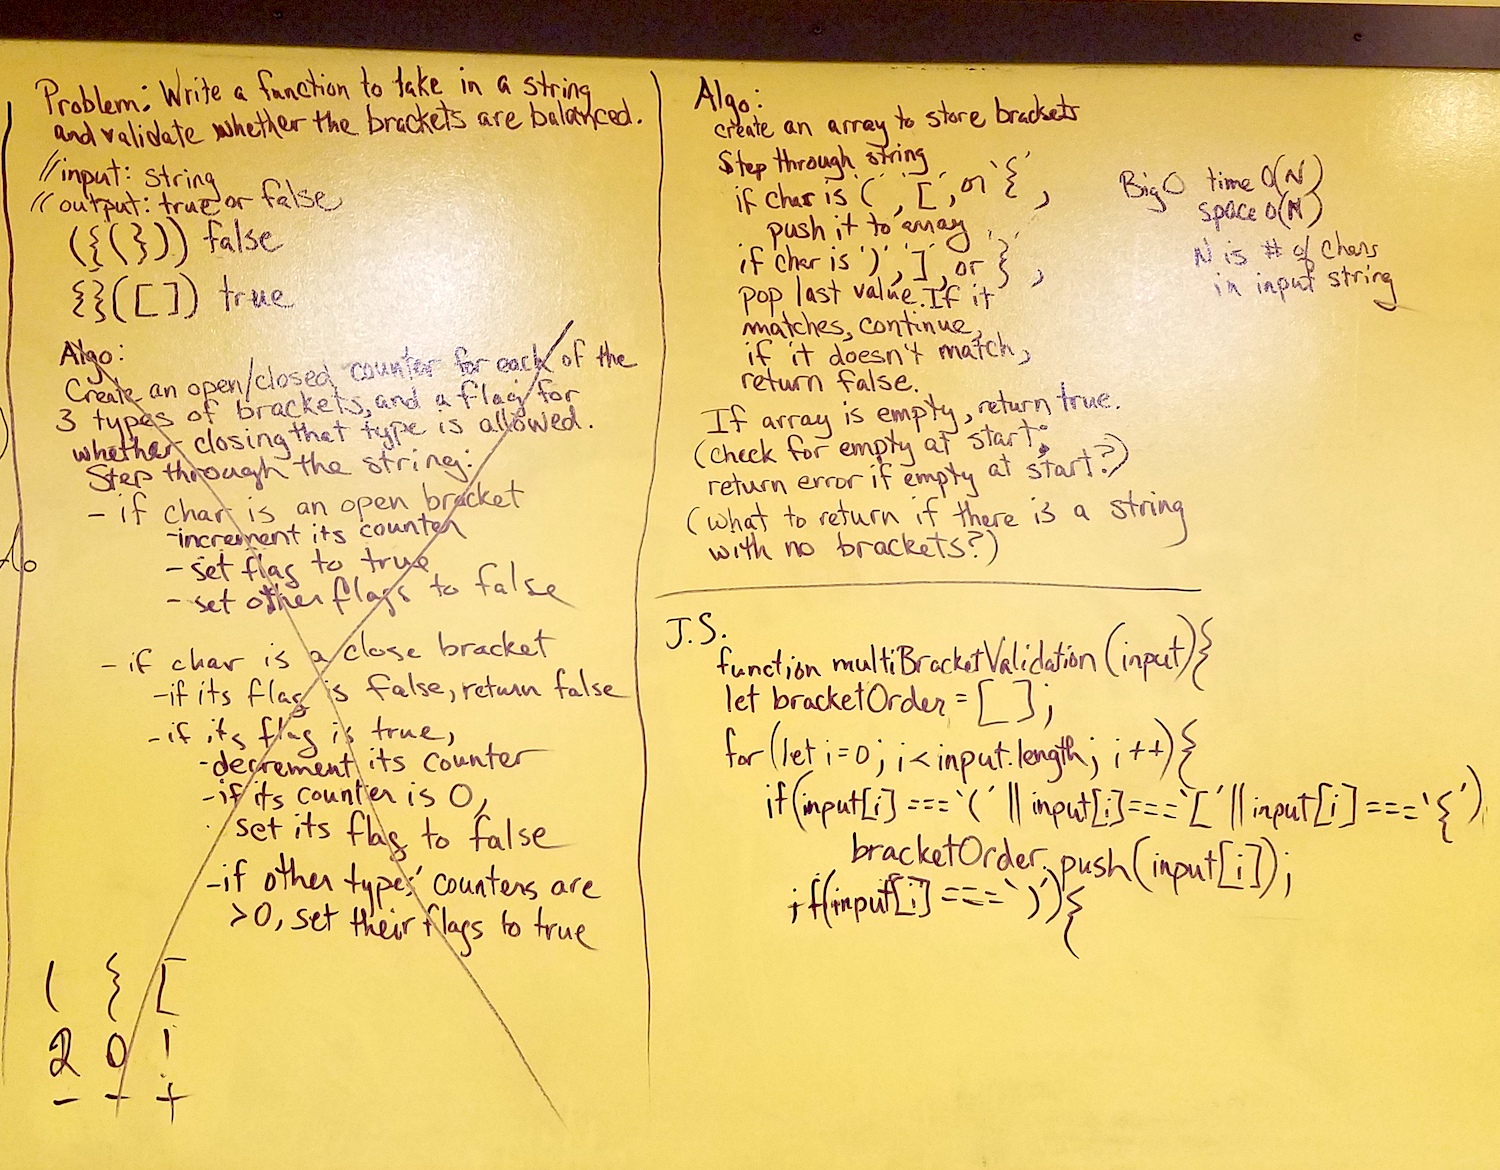 Problem: Write a function to take in a string
and validate whether the brackets are balanced.
//input: string
// output: true or false
({(})) false
{}([]) true
Algo:
Create an open/closed counter for each of the
3 types of brackets, and a flag for
whether closing that type is allowed.
Step through the string:
- if char is an open bracket
- increment its counter
- set flag to true
- set other flags to false
- if char is a close bracket
- if its flag is false, return false
- if its flag is true,
- decrement its counter
- if its counter is 0,
set its flag to false
- if other types' counters are
>0, set their flags to true
( { [
2 0 1
- + +
Algo:
create an array to store brackets
Step through string
if char is '(', '[', or '{',
push it to array
if char is ')', ']', or '}',
pop last value. If it
matches, continue,
if it doesn't match,
return false.
If array is empty, return true.
(check for empty at start;
return error if empty at start?)
(what to return if there is a string
with no brackets?)
Big O time O(N)
space O(N)
N is # of chars
in input string
J.S.
function multiBracketValidation(input){
let bracketOrder = [];
for (let i=0; i<input.length; i++){
if(input[i] === '(' || input[i] === '[' || input[i] === '{')
bracketOrder.push(input[i]);
if(input[i] === ')'){